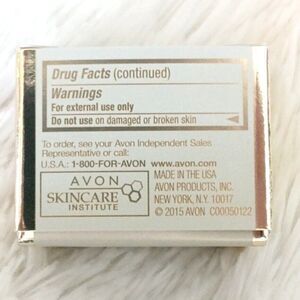 Drug Facts (continued)
Warnings
For external use only
Do not use on damaged or broken skin
To order, see your Avon Independent Sales
Representative or call:
U.S.A.: 1-800-FOR-AVON www.avon.com
AVON
SKINCARE
INSTITUTE
MADE IN THE USA
AVON PRODUCTS, INC.
NEW YORK, N.Y. 10017
© 2015 AVON C00050122